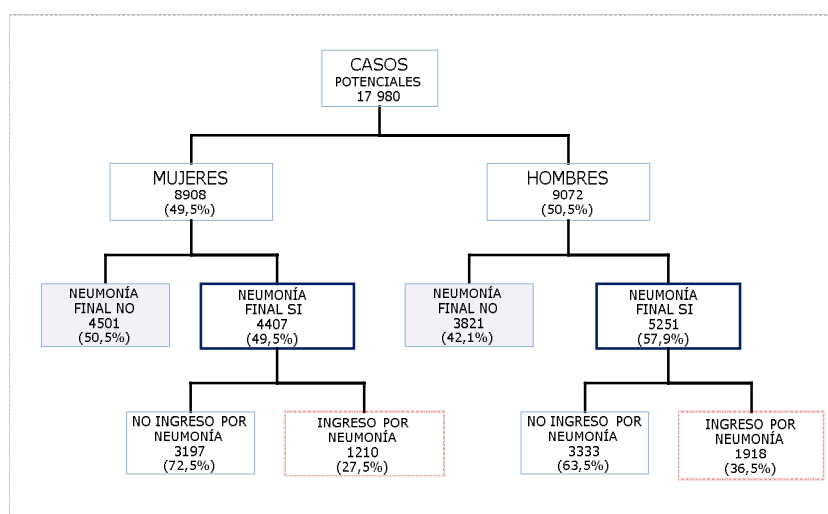 CASOS
POTENCIALES
17 980
MUJERES
8908
(49,5%)
HOMBRES
9072
(50,5%)
NEUMONÍA
FINAL NO
4501
(50,5%)
NEUMONÍA
FINAL SI
4407
(49,5%)
NEUMONÍA
FINAL NO
3821
(42,1%)
NEUMONÍA
FINAL SI
5251
(57,9%)
NO INGRESO POR
NEUMONÍA
3197
(72,5%)
INGRESO POR
NEUMONÍA
1210
(27,5%)
NO INGRESO POR
NEUMONÍA
3333
(63,5%)
INGRESO POR
NEUMONÍA
1918
(36,5%)